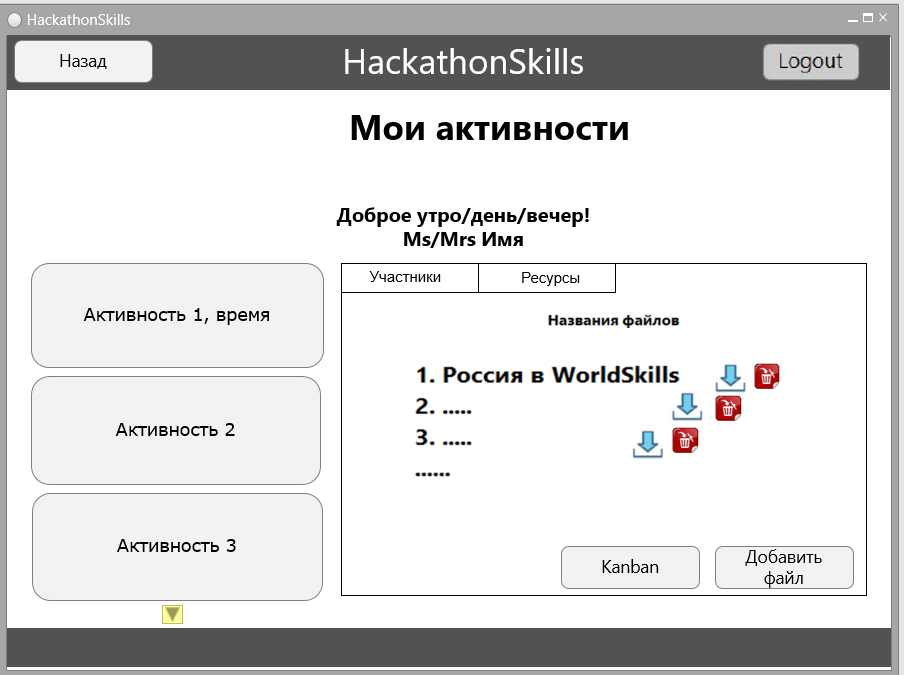 HackathonSkills
Назад
HackathonSkills
Logout
Мои активности
Доброе утро/день/вечер!
Ms/Mrs Имя
Активность 1, время
Активность 2
Активность 3
Участники
Ресурсы
Названия файлов
1. Россия в WorldSkills
2. .....
3. .....
......
Kanban
Добавить
файл